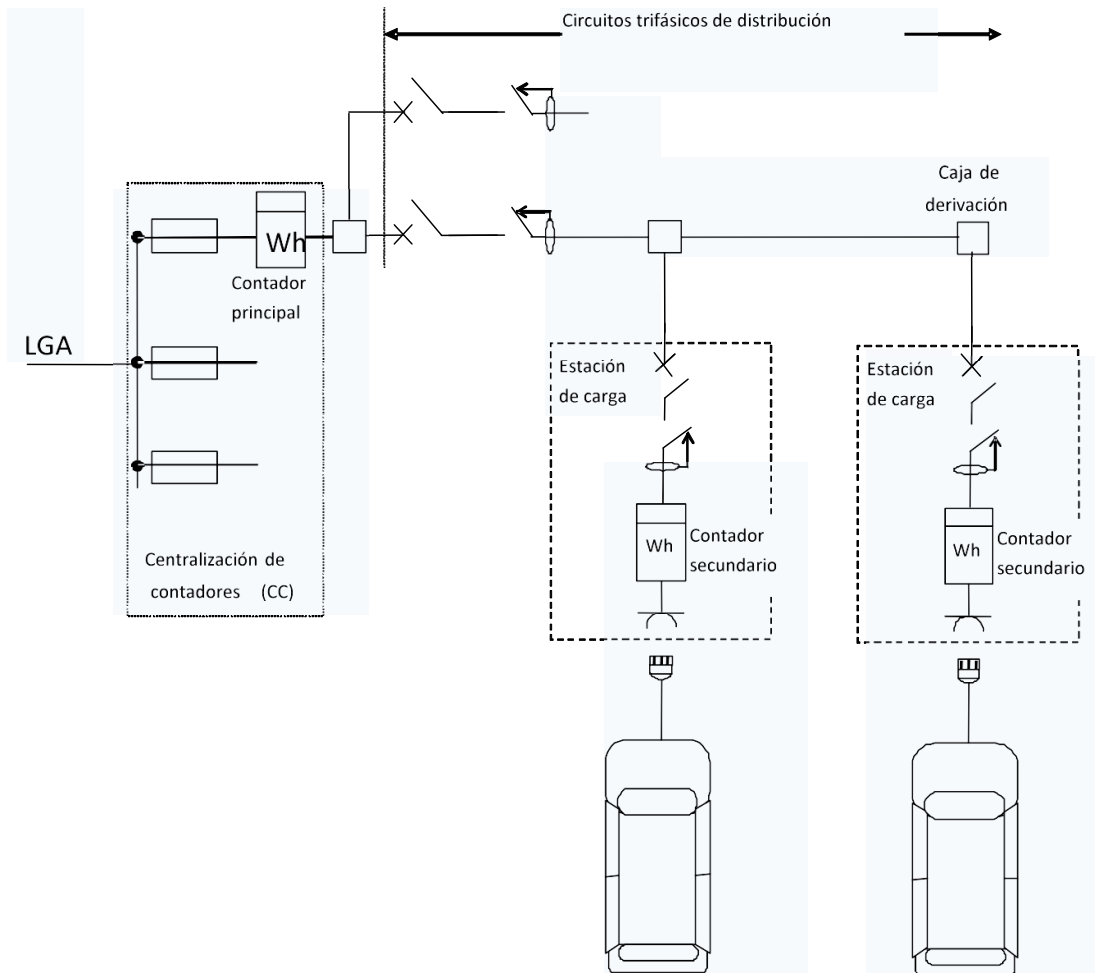 Circuitos trifásicos de distribución
Caja de
derivación
Wh
Contador
principal
LGA
Estación
de carga
Estación
de carga
Wh
Contador
secundario
Wh
Contador
secundario
Centralización de
contadores (CC)